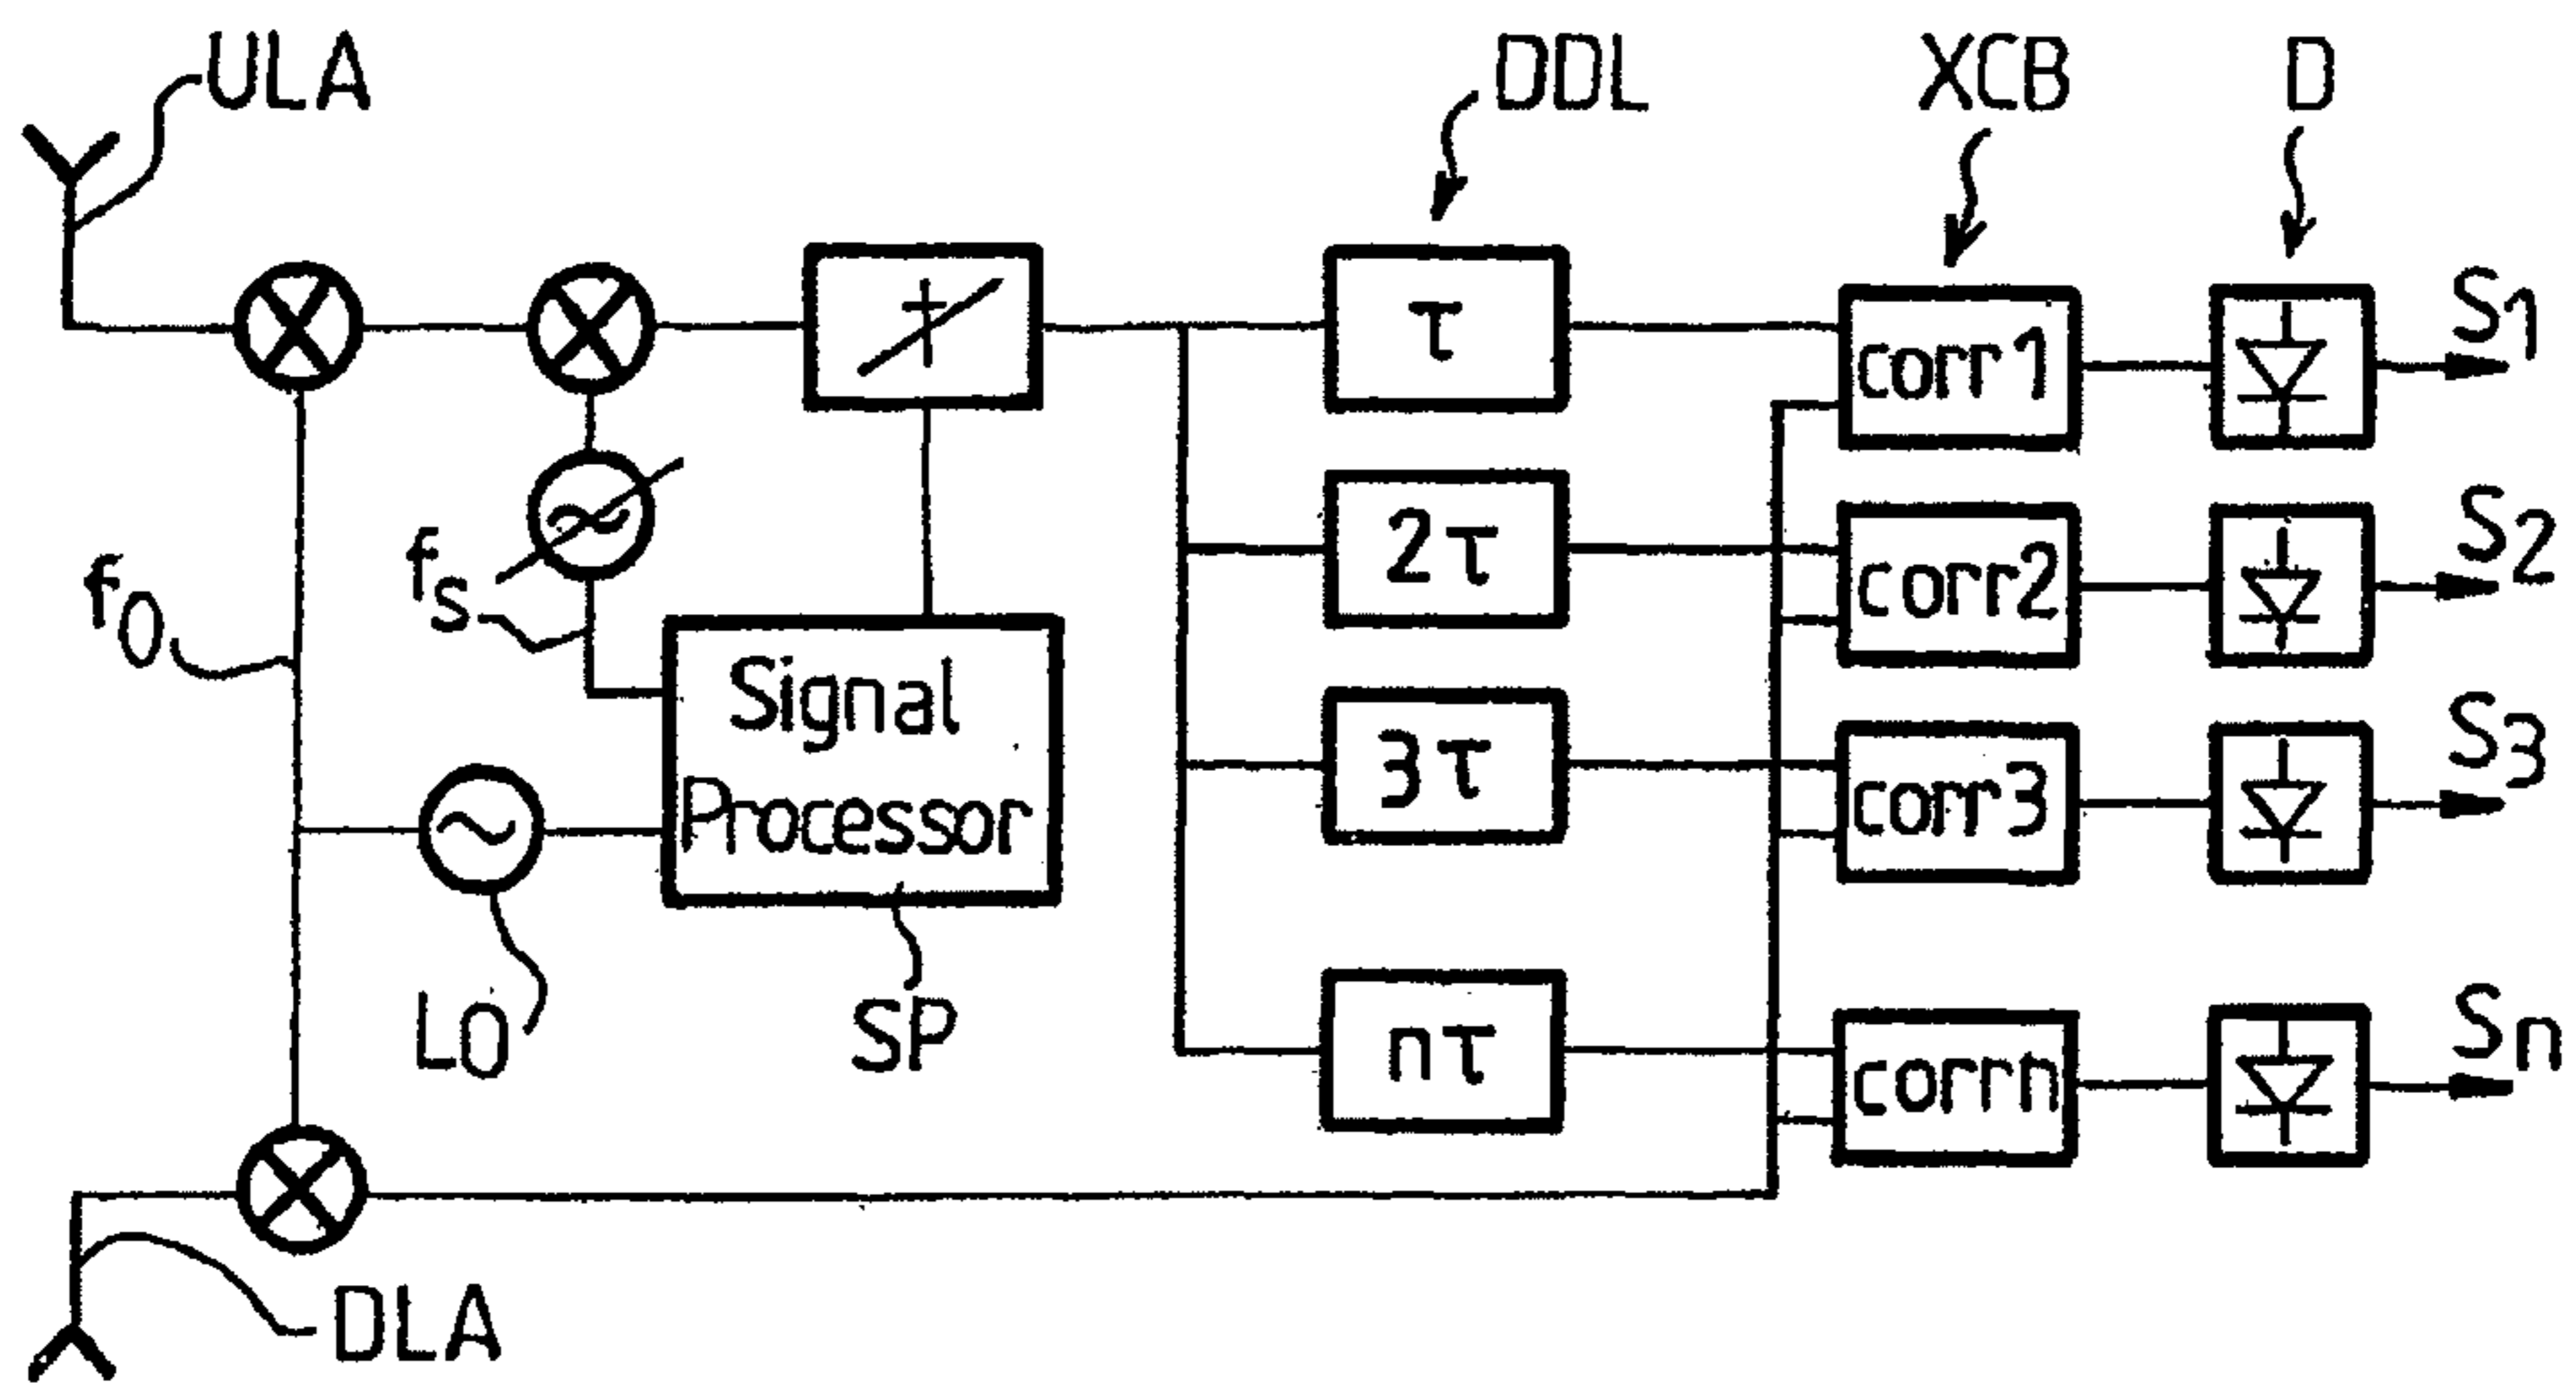 ULA
DDL
XCB
D
t
τ
corr1
S1
f0
fS
2τ
corr2
S2
Signal
Processor
3τ
corr3
S3
LO
SP
nτ
corrn
Sn
DLA